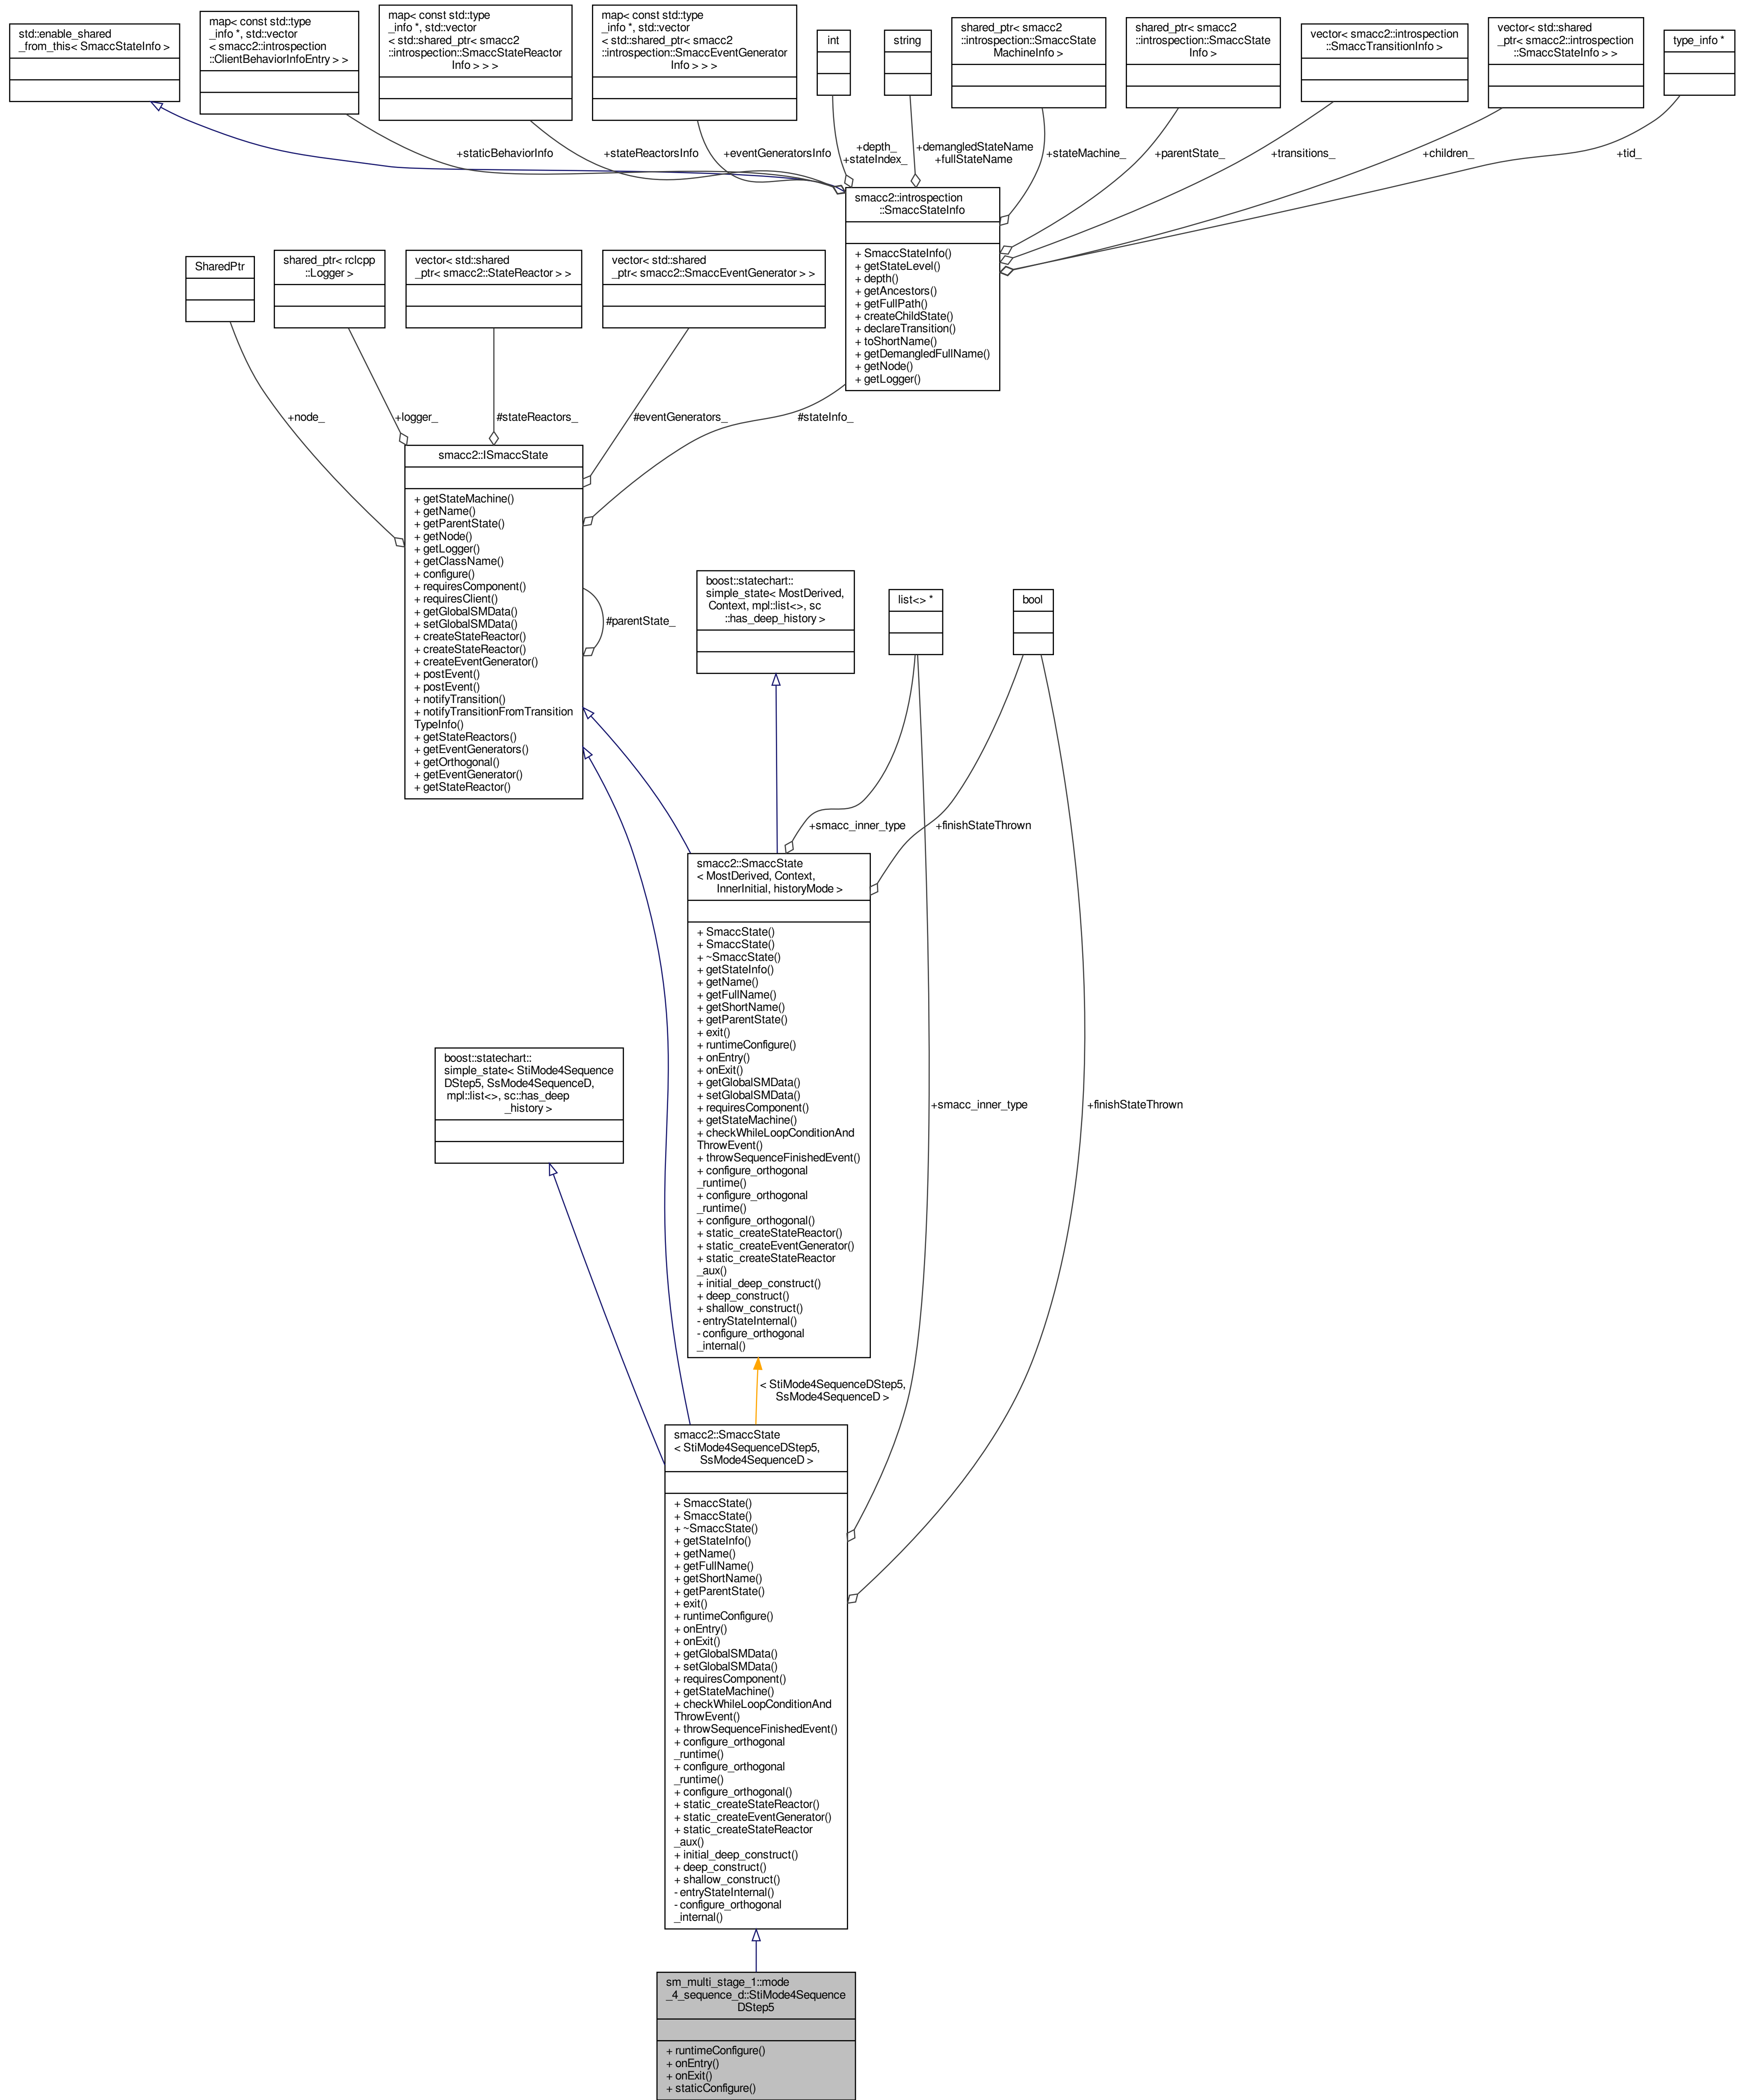 std::enable_shared
_from_this< SmaccStateInfo >
map< const std::type
_info *, std::vector
< smacc2::introspection
::ClientBehaviorInfoEntry > >
map< const std::type
_info *, std::vector
< std::shared_ptr< smacc2
::introspection::SmaccStateReactor
Info > > >
map< const std::type
_info *, std::vector
< std::shared_ptr< smacc2
::introspection::SmaccEventGenerator
Info > > >
int
string
shared_ptr< smacc2
::introspection::SmaccState
MachineInfo >
shared_ptr< smacc2
::introspection::SmaccState
Info >
vector< smacc2::introspection
::SmaccTransitionInfo >
vector< std::shared
_ptr< smacc2::introspection
::SmaccStateInfo > >
type_info *
+staticBehaviorInfo
+stateReactorsInfo
+eventGeneratorsInfo
+depth_
+stateIndex_
+demangledStateName
+fullStateName
+stateMachine_
+parentState_
+transitions_
+children_
+tid_
smacc2::introspection
::SmaccStateInfo
+ SmaccStateInfo()
+ getStateLevel()
+ depth()
+ getAncestors()
+ getFullPath()
+ createChildState()
+ declareTransition()
+ toShortName()
+ getDemangledFullName()
+ getNode()
+ getLogger()
SharedPtr
shared_ptr< rclcpp
::Logger >
vector< std::shared
_ptr< smacc2::StateReactor > >
vector< std::shared
_ptr< smacc2::SmaccEventGenerator > >
+node_
+logger_
#stateReactors_
#eventGenerators_
#stateInfo_
smacc2::ISmaccState
+ getStateMachine()
+ getName()
+ getParentState()
+ getNode()
+ getLogger()
+ getClassName()
+ configure()
+ requiresComponent()
+ requiresClient()
+ getGlobalSMData()
+ setGlobalSMData()
+ createStateReactor()
+ createStateReactor()
+ createEventGenerator()
+ postEvent()
+ postEvent()
+ notifyTransition()
+ notifyTransitionFromTransition
TypeInfo()
+ getStateReactors()
+ getEventGenerators()
+ getOrthogonal()
+ getEventGenerator()
+ getStateReactor()
#parentState_
boost::statechart::
simple_state< MostDerived,
Context, mpl::list<>, sc
::has_deep_history >
list<> *
bool
+smacc_inner_type
+finishStateThrown
smacc2::SmaccState
< MostDerived, Context,
InnerInitial, historyMode >
+ SmaccState()
+ SmaccState()
+ ~SmaccState()
+ getStateInfo()
+ getName()
+ getFullName()
+ getShortName()
+ getParentState()
+ exit()
+ runtimeConfigure()
+ onEntry()
+ onExit()
+ getGlobalSMData()
+ setGlobalSMData()
+ requiresComponent()
+ getStateMachine()
+ checkWhileLoopConditionAnd
ThrowEvent()
+ throwSequenceFinishedEvent()
+ configure_orthogonal
_runtime()
+ configure_orthogonal
_runtime()
+ configure_orthogonal()
+ static_createStateReactor()
+ static_createEventGenerator()
+ static_createStateReactor
_aux()
+ initial_deep_construct()
+ deep_construct()
+ shallow_construct()
- entryStateInternal()
- configure_orthogonal
_internal()
boost::statechart::
simple_state< StiMode4Sequence
DStep5, SsMode4SequenceD,
mpl::list<>, sc::has_deep
_history >
+smacc_inner_type
+finishStateThrown
< StiMode4SequenceDStep5,
SsMode4SequenceD >
smacc2::SmaccState
< StiMode4SequenceDStep5,
SsMode4SequenceD >
+ SmaccState()
+ SmaccState()
+ ~SmaccState()
+ getStateInfo()
+ getName()
+ getFullName()
+ getShortName()
+ getParentState()
+ exit()
+ runtimeConfigure()
+ onEntry()
+ onExit()
+ getGlobalSMData()
+ setGlobalSMData()
+ requiresComponent()
+ getStateMachine()
+ checkWhileLoopConditionAnd
ThrowEvent()
+ throwSequenceFinishedEvent()
+ configure_orthogonal
_runtime()
+ configure_orthogonal
_runtime()
+ configure_orthogonal()
+ static_createStateReactor()
+ static_createEventGenerator()
+ static_createStateReactor
_aux()
+ initial_deep_construct()
+ deep_construct()
+ shallow_construct()
- entryStateInternal()
- configure_orthogonal
_internal()
sm_multi_stage_1::mode
_4_sequence_d::StiMode4Sequence
DStep5
+ runtimeConfigure()
+ onEntry()
+ onExit()
+ staticConfigure()